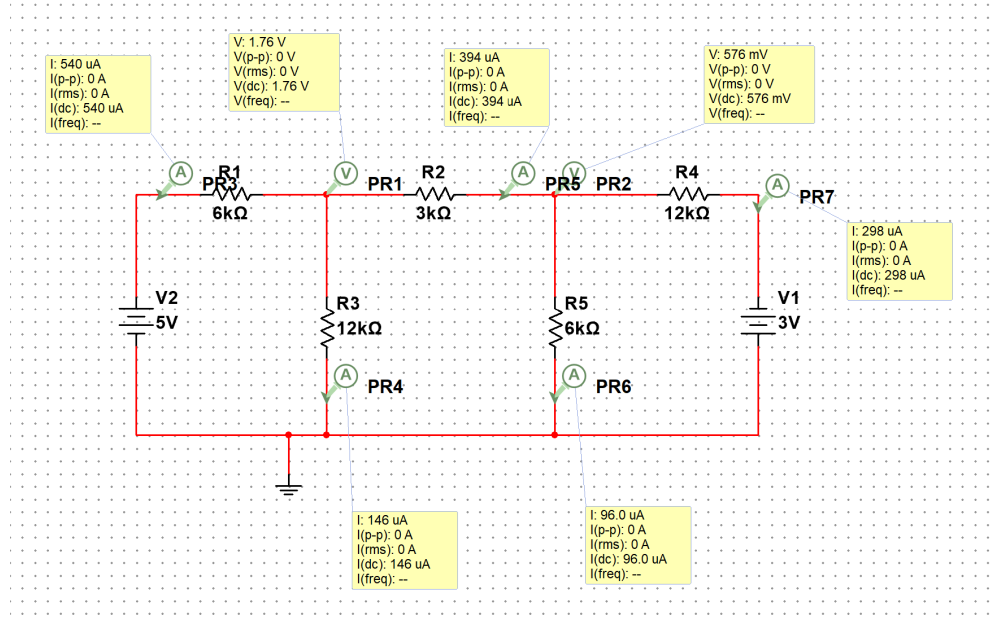 I: 540 uA
I(p-p): 0 A
I(rms): 0 A
I(dc): 540 uA
I(freq): --
V: 1.76 V
V(p-p): 0 V
V(rms): 0 V
V(dc): 1.76 V
V(freq): --
I: 394 uA
I(p-p): 0 A
I(rms): 0 A
I(dc): 394 uA
I(freq): --
V: 576 mV
V(p-p): 0 V
V(rms): 0 V
V(dc): 576 mV
V(freq): --
A
PR3
R1
6kΩ
V
PR1
R2
3kΩ
A
PR5
V
PR2
R4
12kΩ
A
PR7
I: 298 uA
I(p-p): 0 A
I(rms): 0 A
I(dc): 298 uA
I(freq): --
V2
5V
R3
12kΩ
R5
6kΩ
V1
3V
A
PR4
A
PR6
I: 146 uA
I(p-p): 0 A
I(rms): 0 A
I(dc): 146 uA
I(freq): --
I: 96.0 uA
I(p-p): 0 A
I(rms): 0 A
I(dc): 96.0 uA
I(freq): --